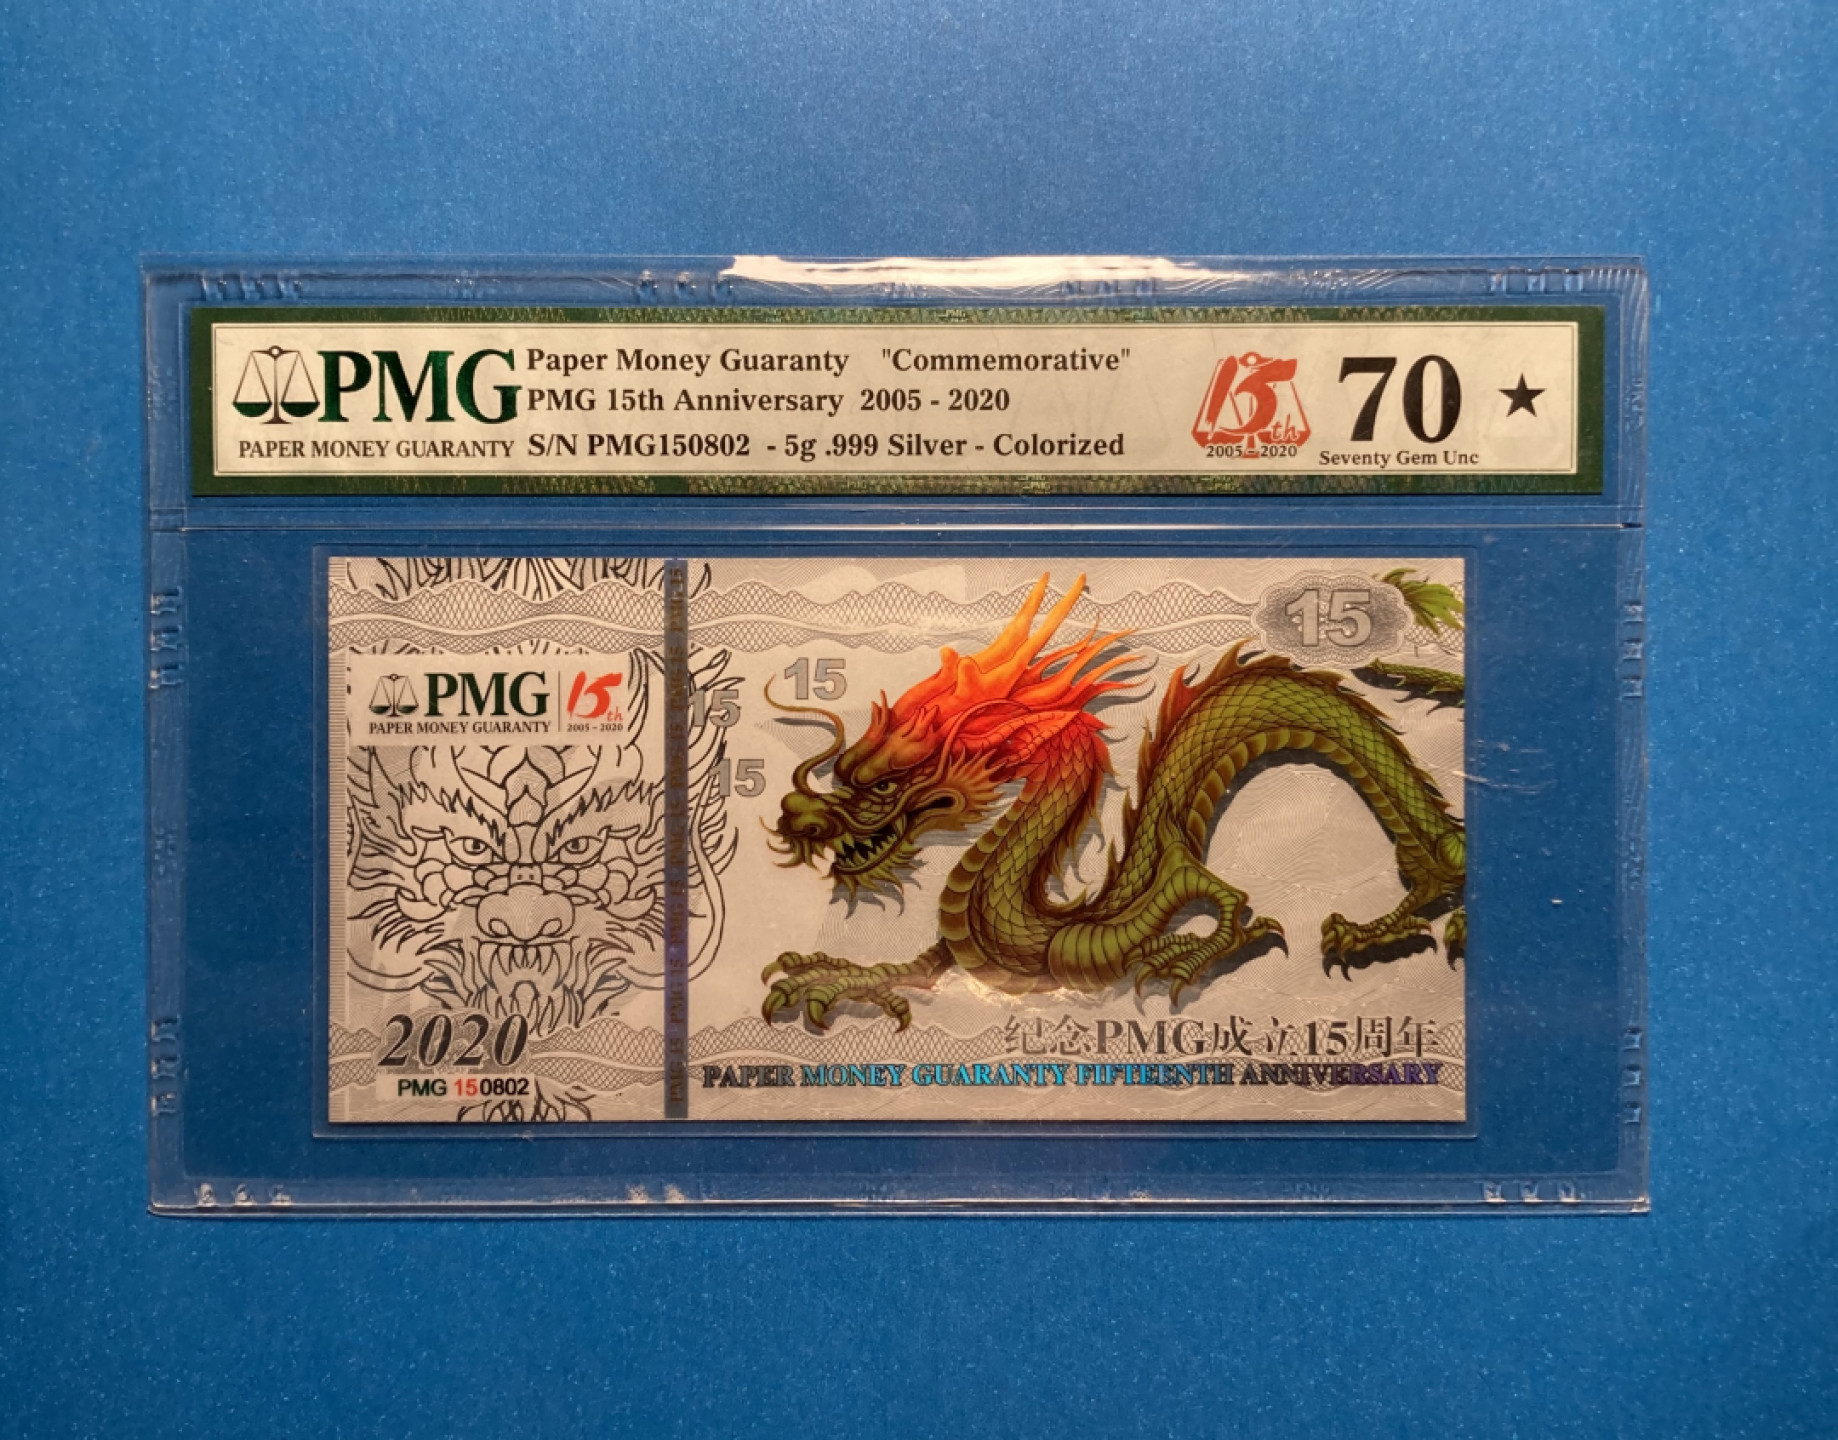 PMG
PAPER MONEY GUARANTY
Paper Money Guaranty "Commemorative"
PMG 15th Anniversary 2005 - 2020
S/N PMG150802 - 5g .999 Silver - Colorized
15th
2005 - 2020
70 ★
Seventy Gem Unc
PMG
PAPER MONEY GUARANTY
15th
2005 - 2020
15
15
15
15
2020
PMG 150802
PMG 15
纪念PMG成立15周年
PAPER MONEY GUARANTY FIFTEENTH ANNIVERSARY